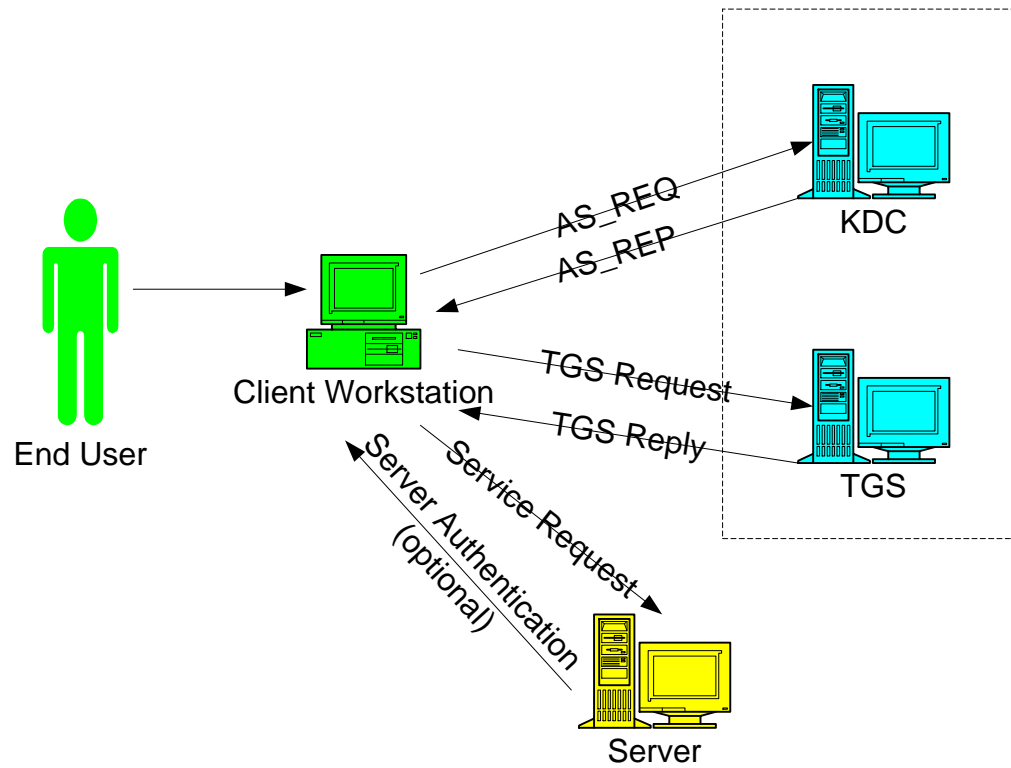 AS_REQ
AS_REP
KDC
Client Workstation
End User
TGS Request
TGS Reply
TGS
Service Request
Server Authentication
(optional)
Server